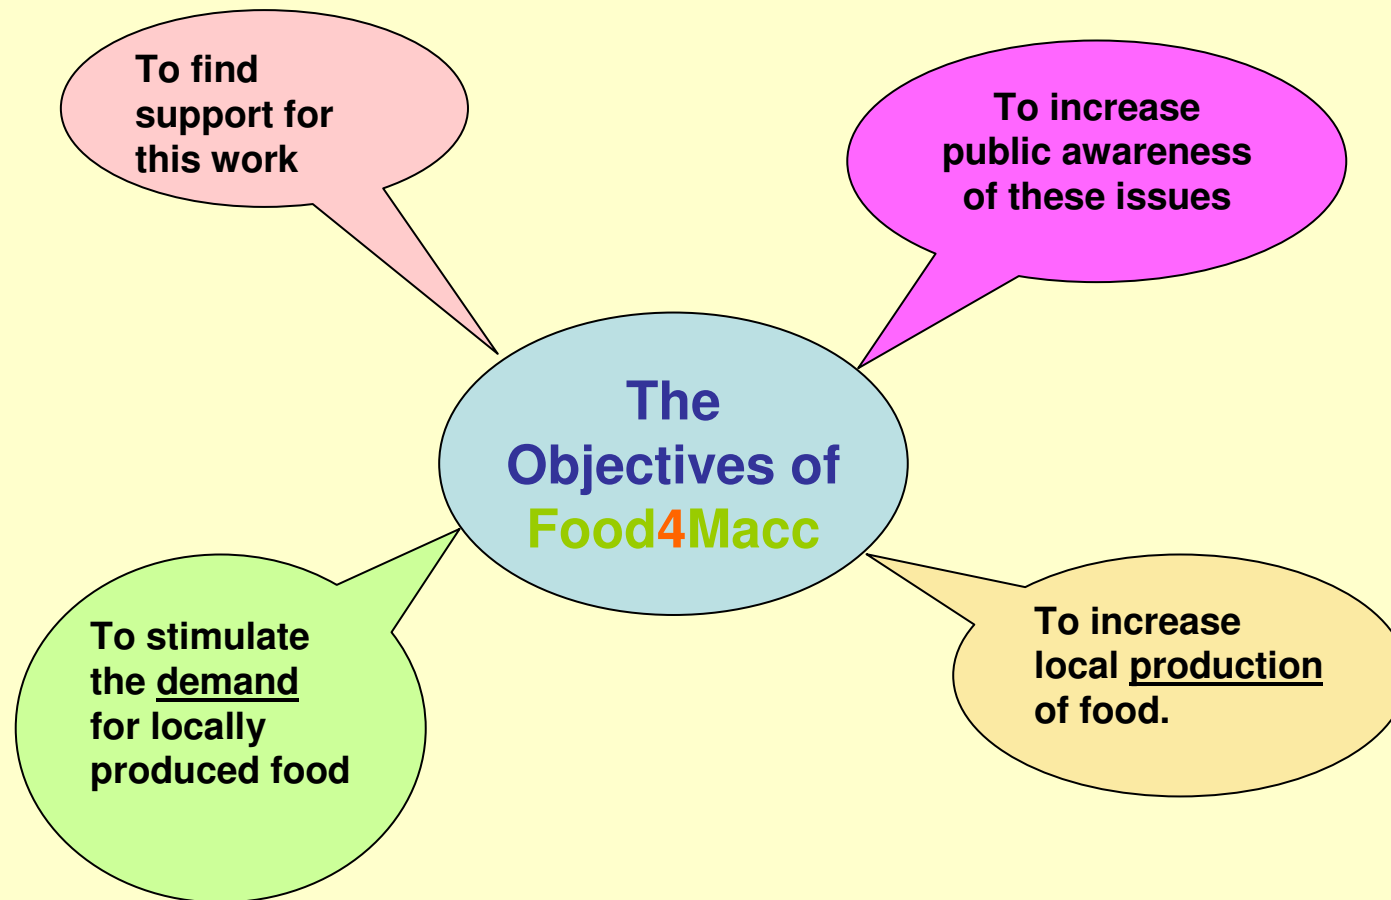 To find
support for
this work
To increase
public awareness
of these issues
The
Objectives of
Food4Macc
To stimulate
the demand
for locally
produced food
To increase
local production
of food.